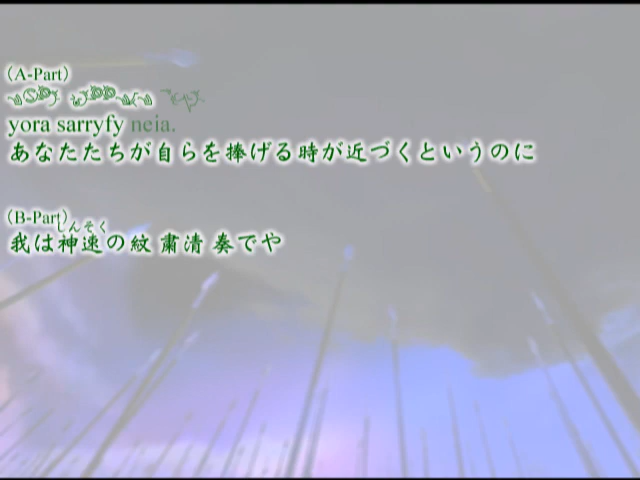 (A-Part)
yora sarryfy neia.
あなたたちが自らを捧げる時が近づくというのに
(B-Part)
しんそく
我は神速の紋 粛清 奏でや